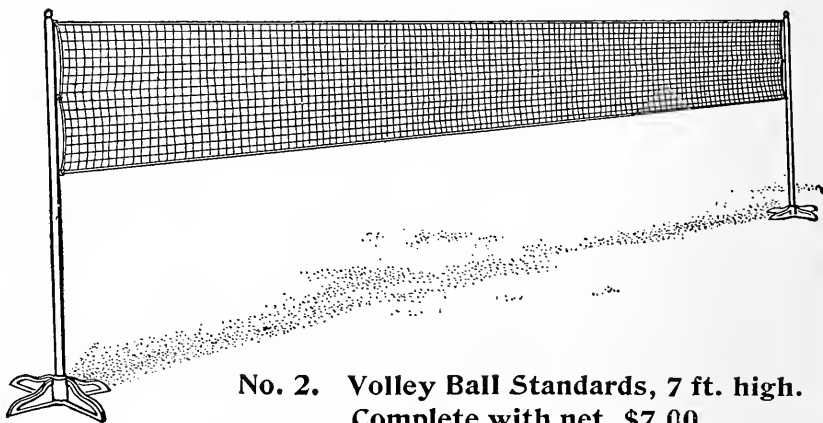 No. 2. Volley Ball Standards, 7 ft. high.
Complete with net, $7.00